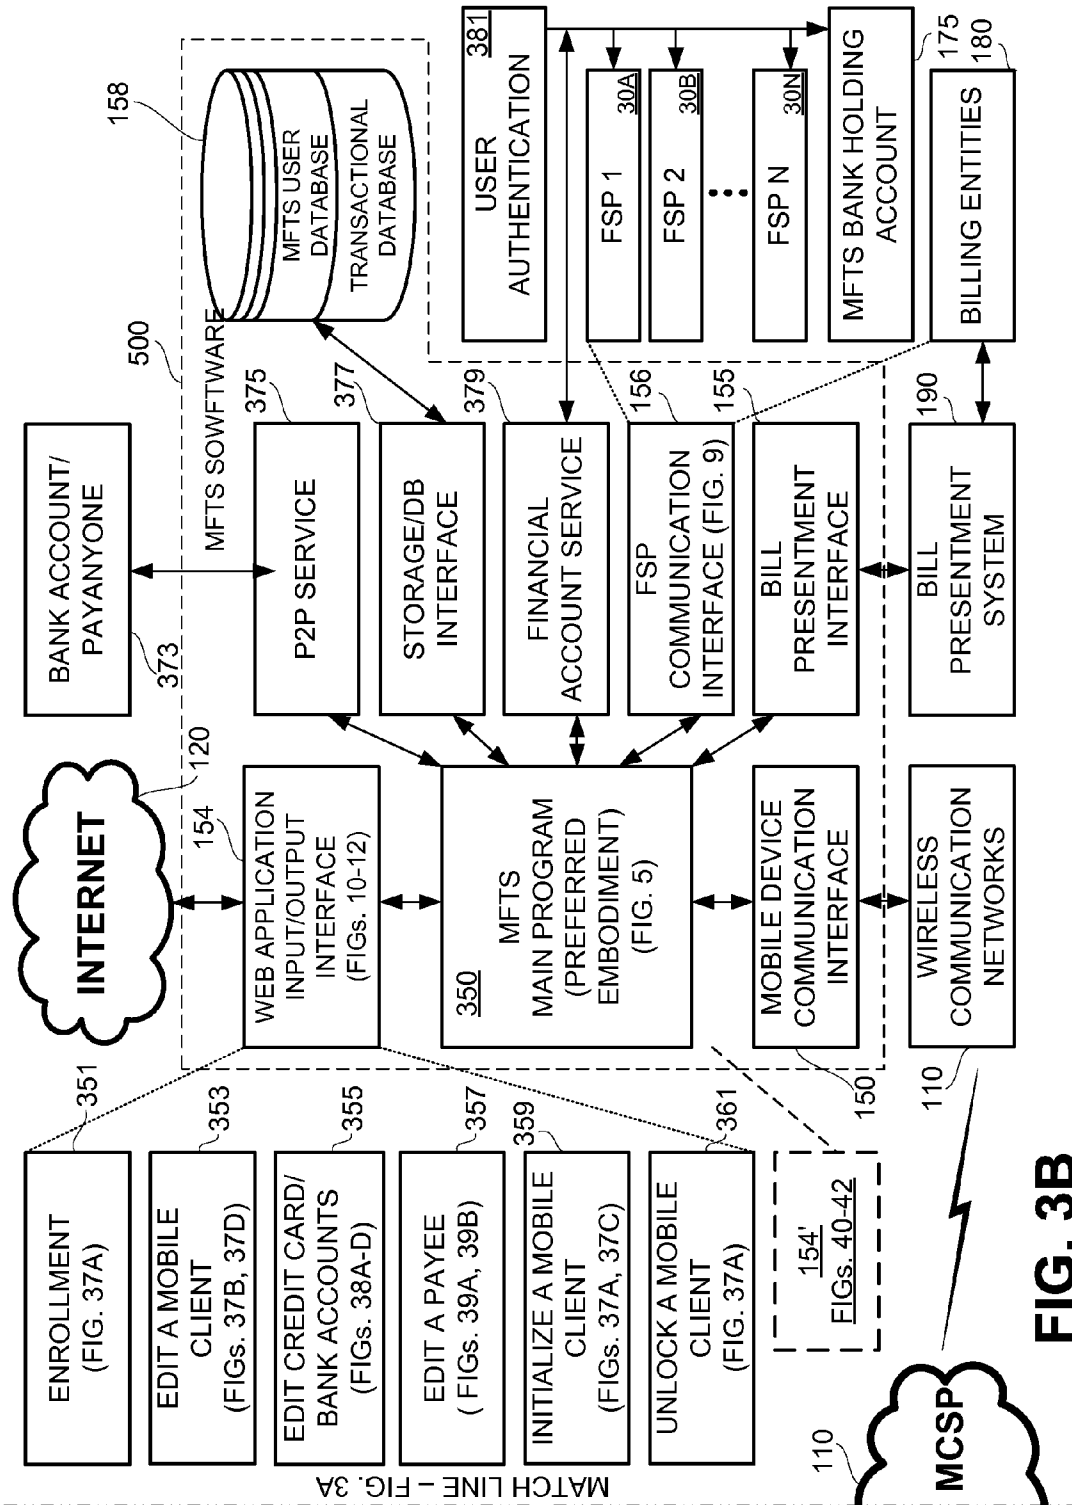 MATCH LINE – FIG. 3A
ENROLLMENT
(FIG. 37A)
351
EDIT A MOBILE
CLIENT
(FIGs. 37B, 37D)
353
EDIT CREDIT CARD/
BANK ACCOUNTS
(FIGs. 38A-D)
355
EDIT A PAYEE
( FIGs. 39A, 39B)
357
INITIALIZE A MOBILE
CLIENT
(FIGs. 37A, 37C)
359
UNLOCK A MOBILE
CLIENT
(FIG. 37A)
361
154'
FIGs. 40-42
110
MCSP
INTERNET
120
154
WEB APPLICATION
INPUT/OUTPUT
INTERFACE
(FIGs. 10-12)
MFTS
MAIN PROGRAM
(PREFERRED
EMBODIMENT)
(FIG. 5)
350
MOBILE DEVICE
COMMUNICATION
INTERFACE
150
WIRELESS
COMMUNICATION
NETWORKS
110
BANK ACCOUNT/
PAYANYONE
373
500
MFTS SOWFTWARE
P2P SERVICE
375
STORAGE/DB
INTERFACE
377
FINANCIAL
ACCOUNT SERVICE
379
FSP
COMMUNICATION
INTERFACE (FIG. 9)
156
BILL
PRESENTMENT
INTERFACE
155
BILL
PRESENTMENT
SYSTEM
190
158
MFTS USER
DATABASE
TRANSACTIONAL
DATABASE
USER
AUTHENTICATION
381
FSP 1
30A
FSP 2
30B
FSP N
30N
MFTS BANK HOLDING
ACCOUNT
175
BILLING ENTITIES
180
FIG. 3B